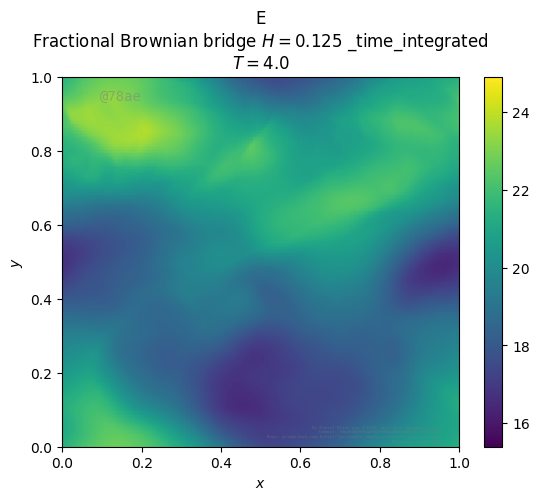 E
Fractional Brownian bridge H = 0.125 _time_integrated
T = 4.0
@78ae
1.0
0.8
0.6
0.4
0.2
0.0
y
0.0 0.2 0.4 0.6 0.8 1.0
x
24
22
20
18
16